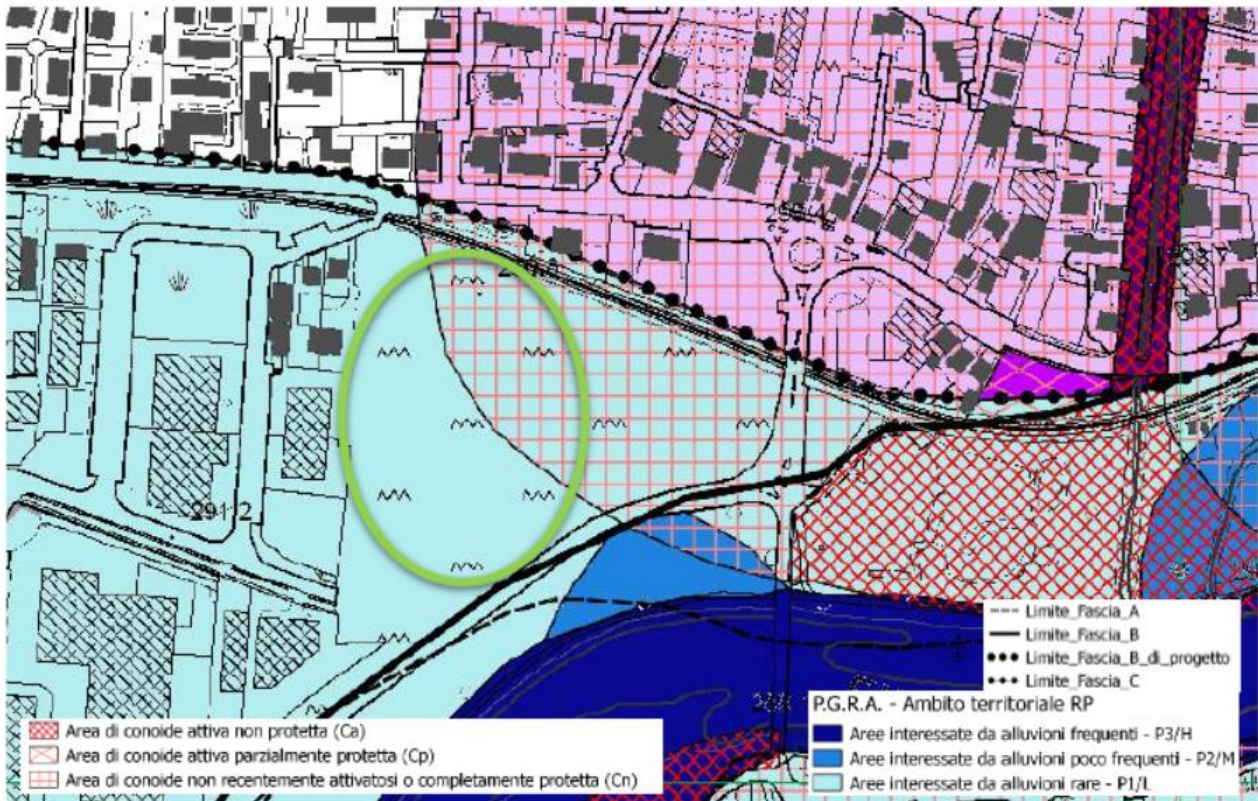 29112
Limite_Fascia_A
Limite_Fascia_B
Limite_Fascia_B_di_progetto
Limite_Fascia_C
P.G.R.A. - Ambito territoriale RP
Aree interessate da alluvioni frequenti - P3/H
Aree interessate da alluvioni poco frequenti - P2/M
Aree interessate da alluvioni rare - P1/L
Area di conoide attiva non protetta (Ca)
Area di conoide attiva parzialmente protetta (Cp)
Area di conoide non recentemente attivatosi o completamente protetta (Cn)